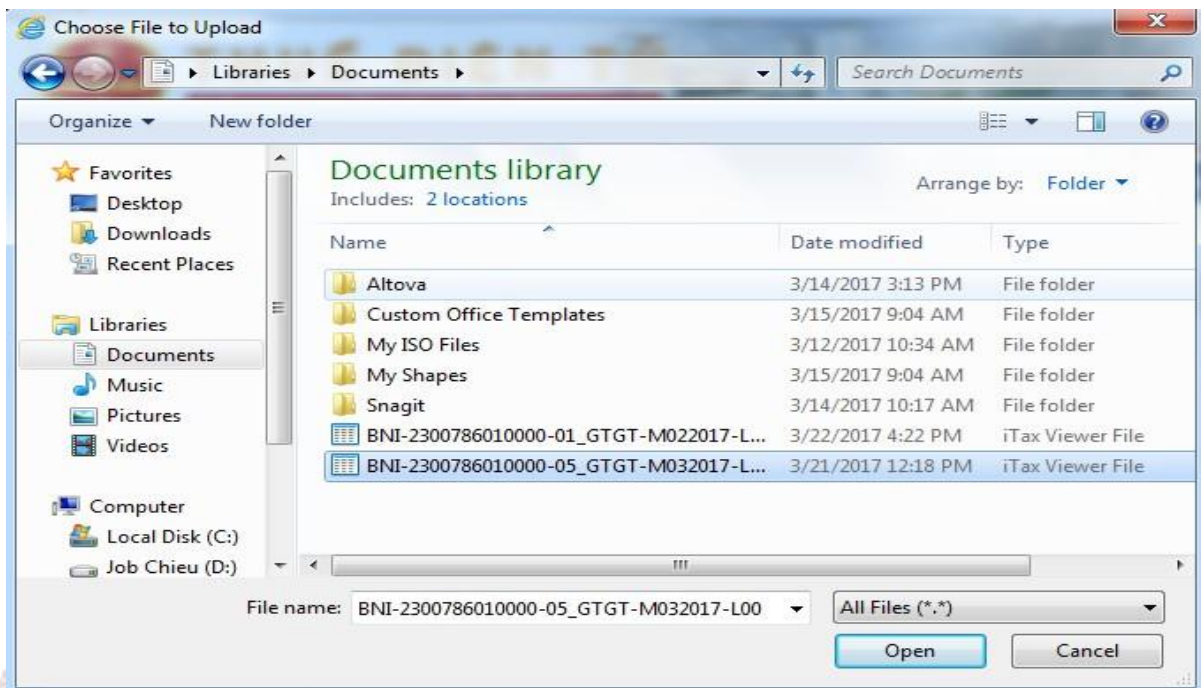 Choose File to Upload
Libraries Documents
Search Documents
Organize New folder
Favorites
Desktop
Downloads
Recent Places
Libraries
Documents
Music
Pictures
Videos
Computer
Local Disk (C:)
Job Chieu (D:)
Documents library
Includes: 2 locations
Arrange by: Folder
Name Date modified Type
Altova 3/14/2017 3:13 PM File folder
Custom Office Templates 3/15/2017 9:04 AM File folder
My ISO Files 3/12/2017 10:34 AM File folder
My Shapes 3/15/2017 9:04 AM File folder
Snagit 3/14/2017 10:17 AM File folder
BNI-2300786010000-01_GTGT-M022017-L... 3/22/2017 4:22 PM iTax Viewer File
BNI-2300786010000-05_GTGT-M032017-L... 3/21/2017 12:18 PM iTax Viewer File
File name: BNI-2300786010000-05_GTGT-M032017-L00 All Files (*.*)
Open Cancel